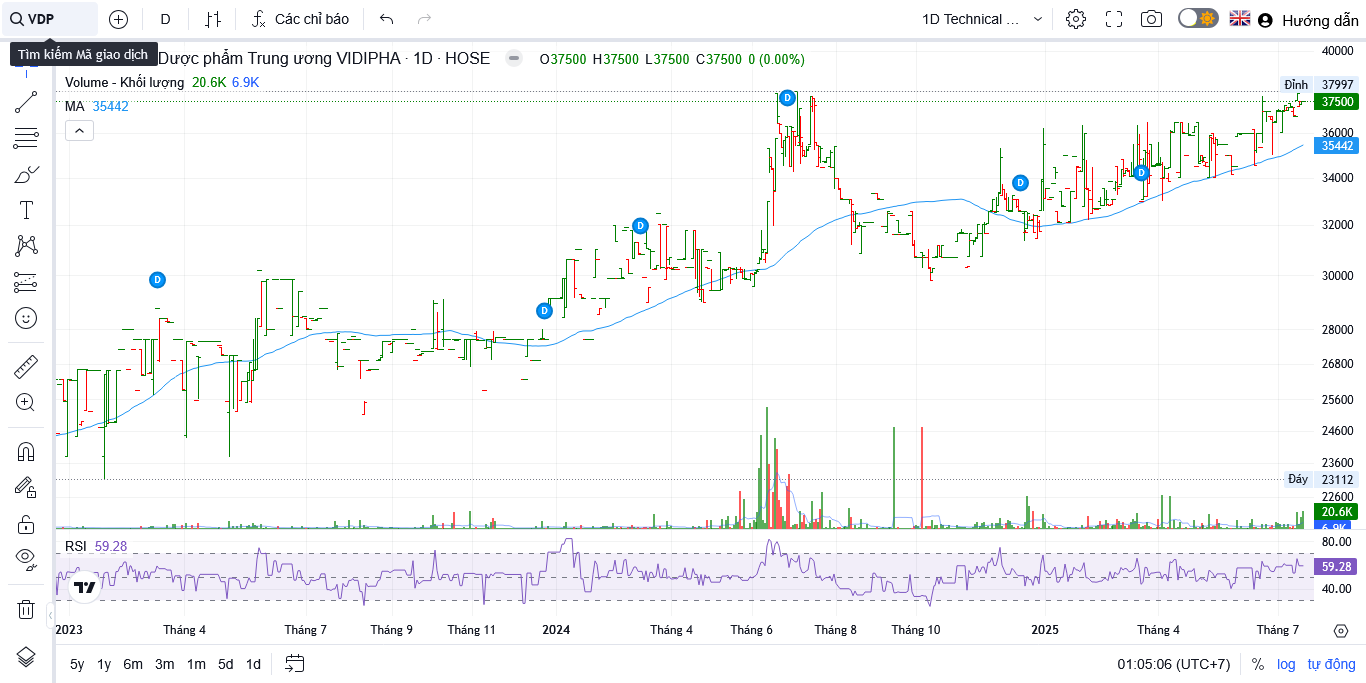 VDP
D
Các chỉ báo
1D Technical ...
Hướng dẫn
Tìm kiếm Mã giao dịch
Dược phẩm Trung ương VIDIPHA · 1D · HOSE
O37500 H37500 L37500 C37500 0 (0.00%)
Volume - Khối lượng 20.6K 6.9K
MA 35442
40000
Đỉnh 37997
37500
36000
35442
34000
32000
30000
28000
26800
25600
24600
23600
Đáy 23112
22600
20.6K
6.9K
D
D
D
D
D
D
RSI 59.28
80.00
59.28
40.00
2023 Tháng 4 Tháng 7 Tháng 9 Tháng 11 2024 Tháng 4 Tháng 6 Tháng 8 Tháng 10 2025 Tháng 4 Tháng 7
5y 1y 6m 3m 1m 5d 1d
01:05:06 (UTC+7) % log tự động